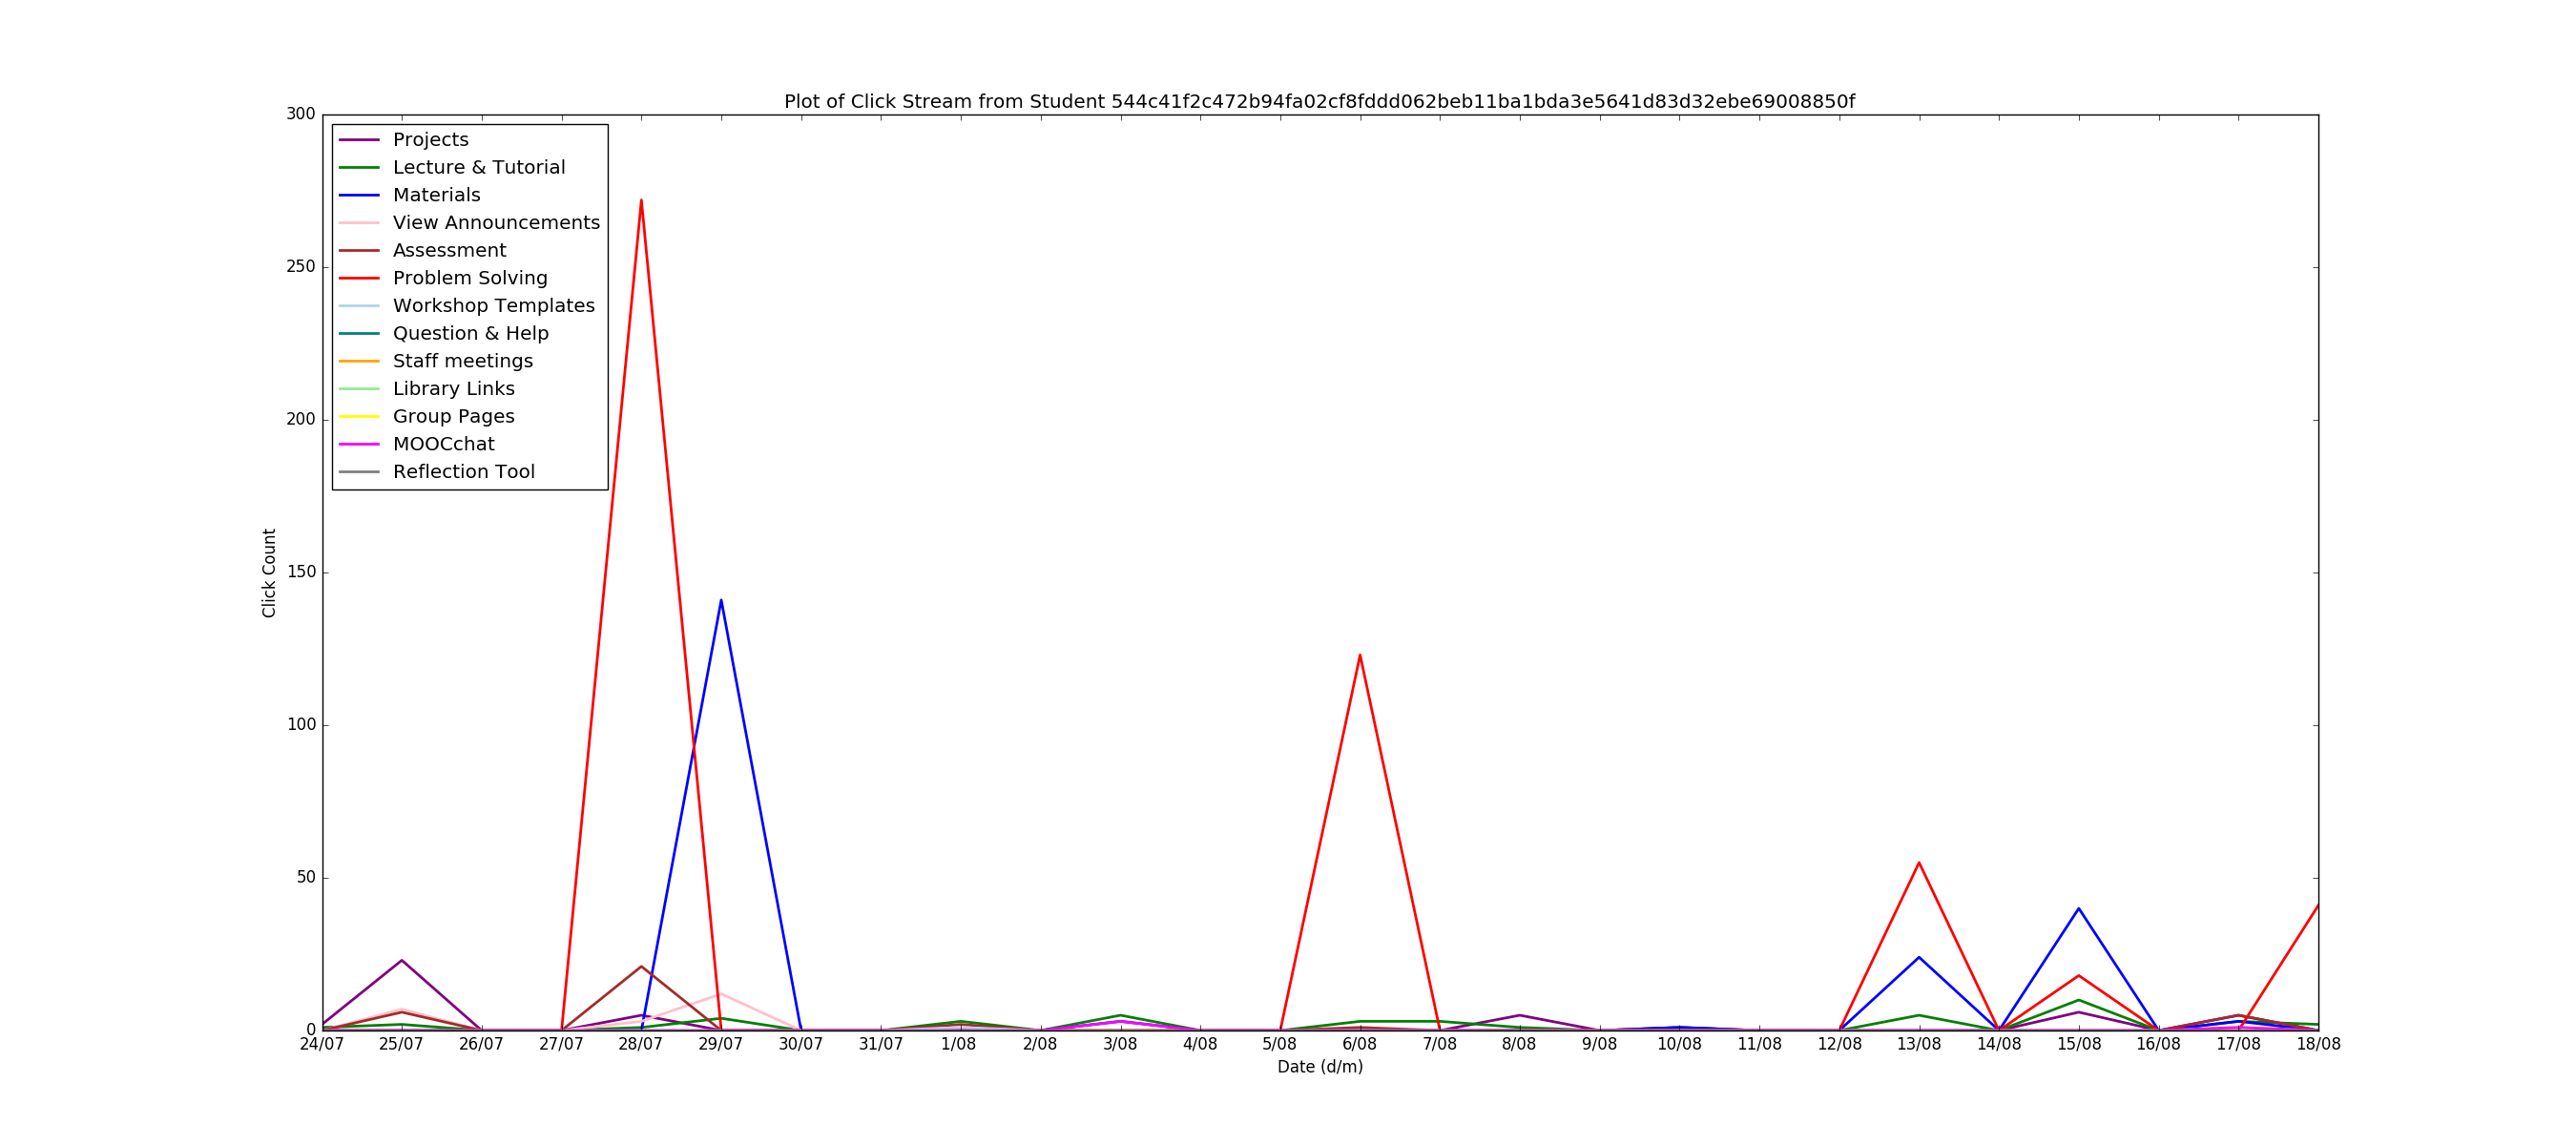 Plot of Click Stream from Student 544c41f2c472b94fa02cf8fddd062beb11ba1bda3e5641d83d32ebe69008850f
300
250
200
150
100
50
0
Click Count
Projects
Lecture & Tutorial
Materials
View Announcements
Assessment
Problem Solving
Workshop Templates
Question & Help
Staff meetings
Library Links
Group Pages
MOOCchat
Reflection Tool
24/07 25/07 26/07 27/07 28/07 29/07 30/07 31/07 1/08 2/08 3/08 4/08 5/08 6/08 7/08 8/08 9/08 10/08 11/08 12/08 13/08 14/08 15/08 16/08 17/08 18/08
Date (d/m)